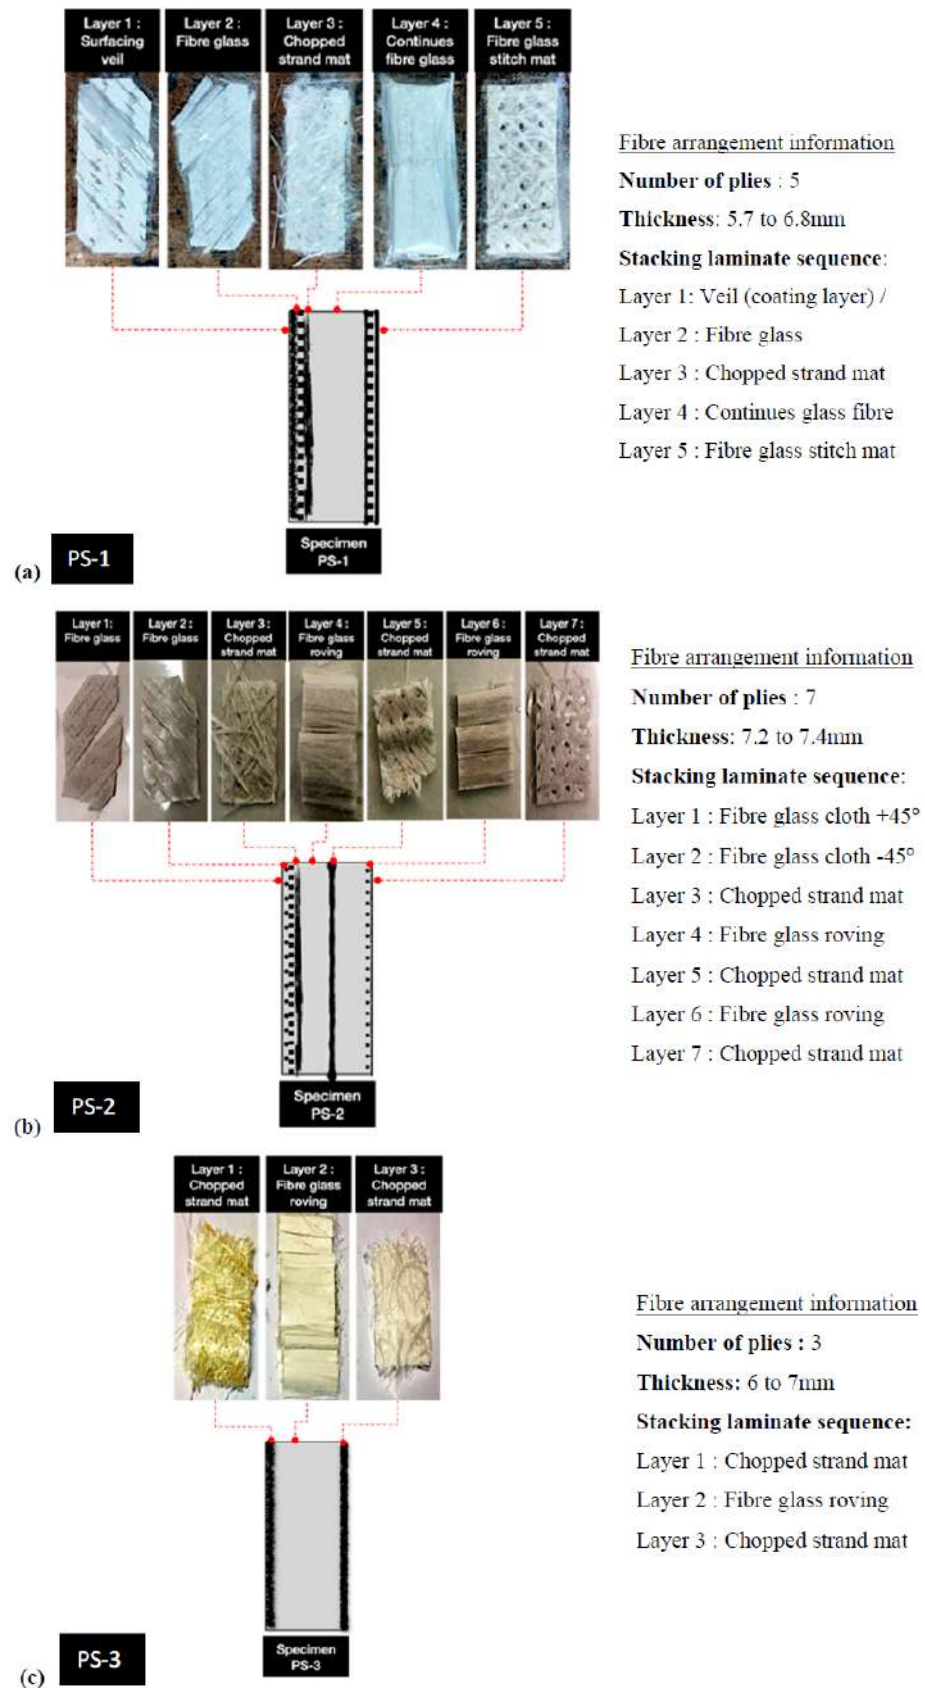 Layer 1 :
Surfacing
veil
Layer 2 :
Fibre glass
Layer 3 :
Chopped
strand mat
Layer 4 :
Continues
fibre glass
Layer 5 :
Fibre glass
stitch mat
Fibre arrangement information
Number of plies : 5
Thickness: 5.7 to 6.8mm
Stacking laminate sequence:
Layer 1: Veil (coating layer) /
Layer 2 : Fibre glass
Layer 3 : Chopped strand mat
Layer 4 : Continues glass fibre
Layer 5 : Fibre glass stitch mat
Specimen
PS-1
(a) PS-1
Layer 1:
Fibre glass
Layer 2 :
Fibre glass
Layer 3 :
Chopped
strand mat
Layer 4 :
Fibre glass
roving
Layer 5 :
Chopped
strand mat
Layer 6 :
Fibre glass
roving
Layer 7 :
Chopped
strand mat
Fibre arrangement information
Number of plies : 7
Thickness: 7.2 to 7.4mm
Stacking laminate sequence:
Layer 1 : Fibre glass cloth +45°
Layer 2 : Fibre glass cloth -45°
Layer 3 : Chopped strand mat
Layer 4 : Fibre glass roving
Layer 5 : Chopped strand mat
Layer 6 : Fibre glass roving
Layer 7 : Chopped strand mat
Specimen
PS-2
(b) PS-2
Layer 1 :
Chopped
strand mat
Layer 2 :
Fibre glass
roving
Layer 3 :
Chopped
strand mat
Fibre arrangement information
Number of plies : 3
Thickness: 6 to 7mm
Stacking laminate sequence:
Layer 1 : Chopped strand mat
Layer 2 : Fibre glass roving
Layer 3 : Chopped strand mat
Specimen
PS-3
(c) PS-3